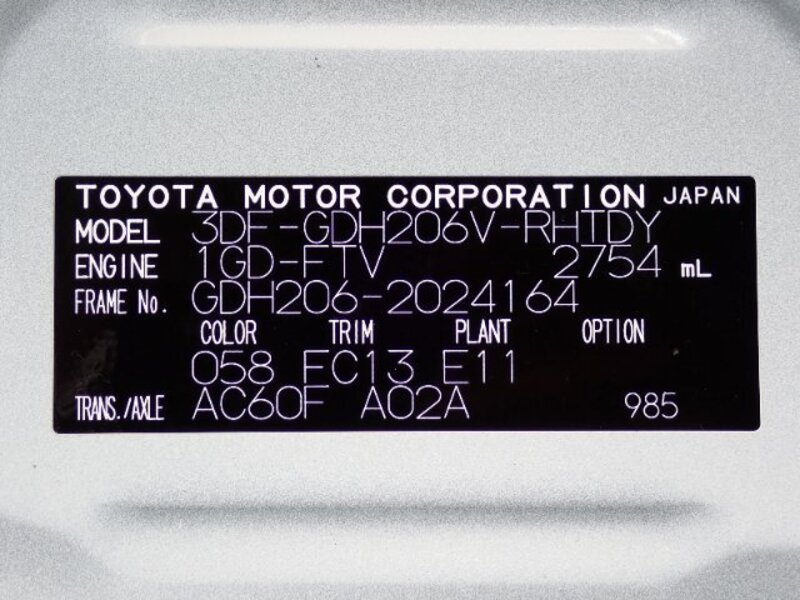 TOYOTA MOTOR CORPORATION JAPAN
MODEL 3DF-GDH206V-RHTDY
ENGINE 1GD-FTV 2754 mL
FRAME No. GDH206-2024164
COLOR TRIM PLANT OPTION
058 FC13 E11
TRANS./AXLE AC60F A02A 985